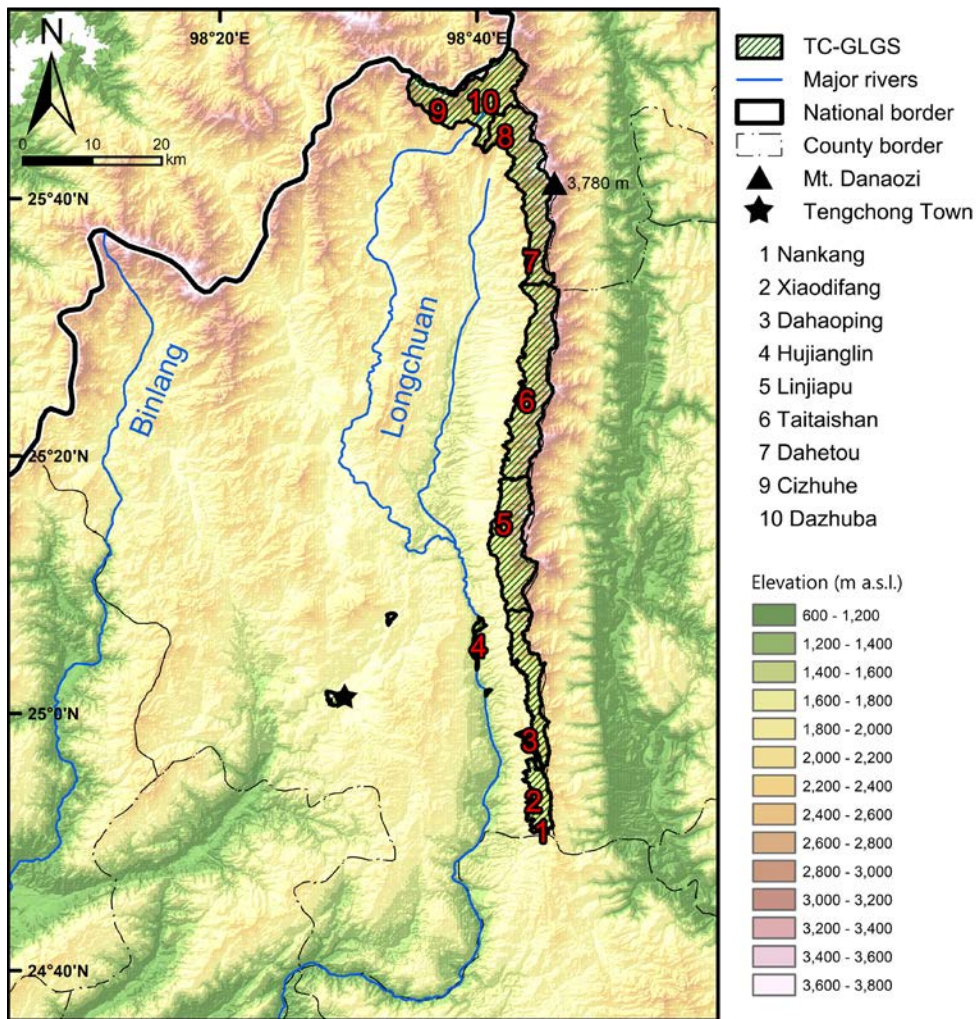 98°20'E
98°40'E
N
0 10 20
km
25°40'N
25°20'N
25°0'N
24°40'N
9
10
8
3,780 m
7
6
5
4
3
2
1
Binlang
Longchuan
TC-GLGS
Major rivers
National border
County border
Mt. Danaozi
Tengchong Town
1 Nankang
2 Xiaodifang
3 Dahaoping
4 Hujianglin
5 Linjiapu
6 Taitaishan
7 Dahetou
9 Cizhuhe
10 Dazhuba
Elevation (m a.s.l.)
600 - 1,200
1,200 - 1,400
1,400 - 1,600
1,600 - 1,800
1,800 - 2,000
2,000 - 2,200
2,200 - 2,400
2,400 - 2,600
2,600 - 2,800
2,800 - 3,000
3,000 - 3,200
3,200 - 3,400
3,400 - 3,600
3,600 - 3,800